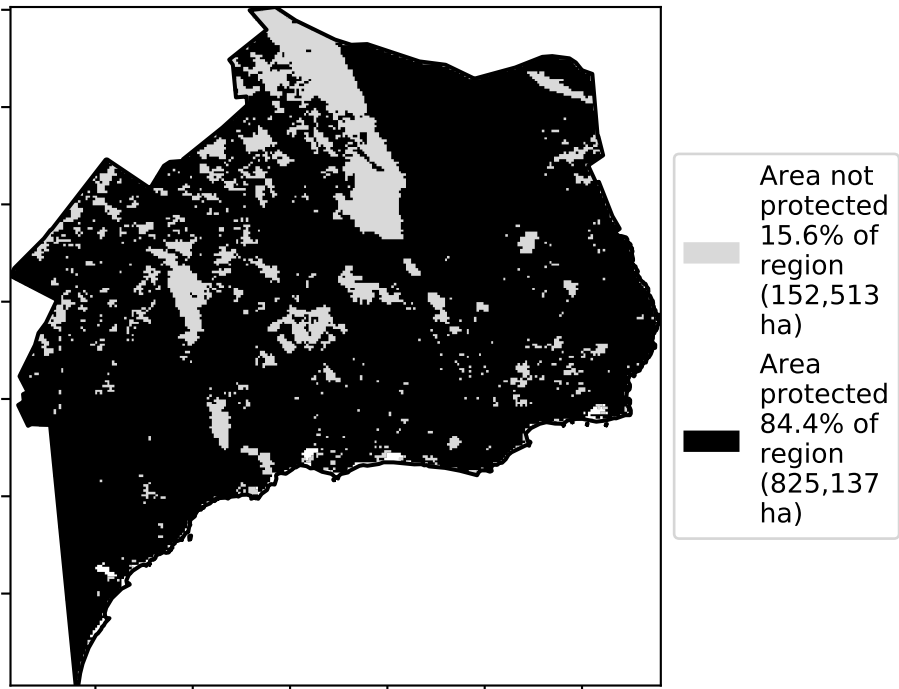 Area not
protected
15.6% of
region
(152,513
ha)
Area
protected
84.4% of
region
(825,137
ha)